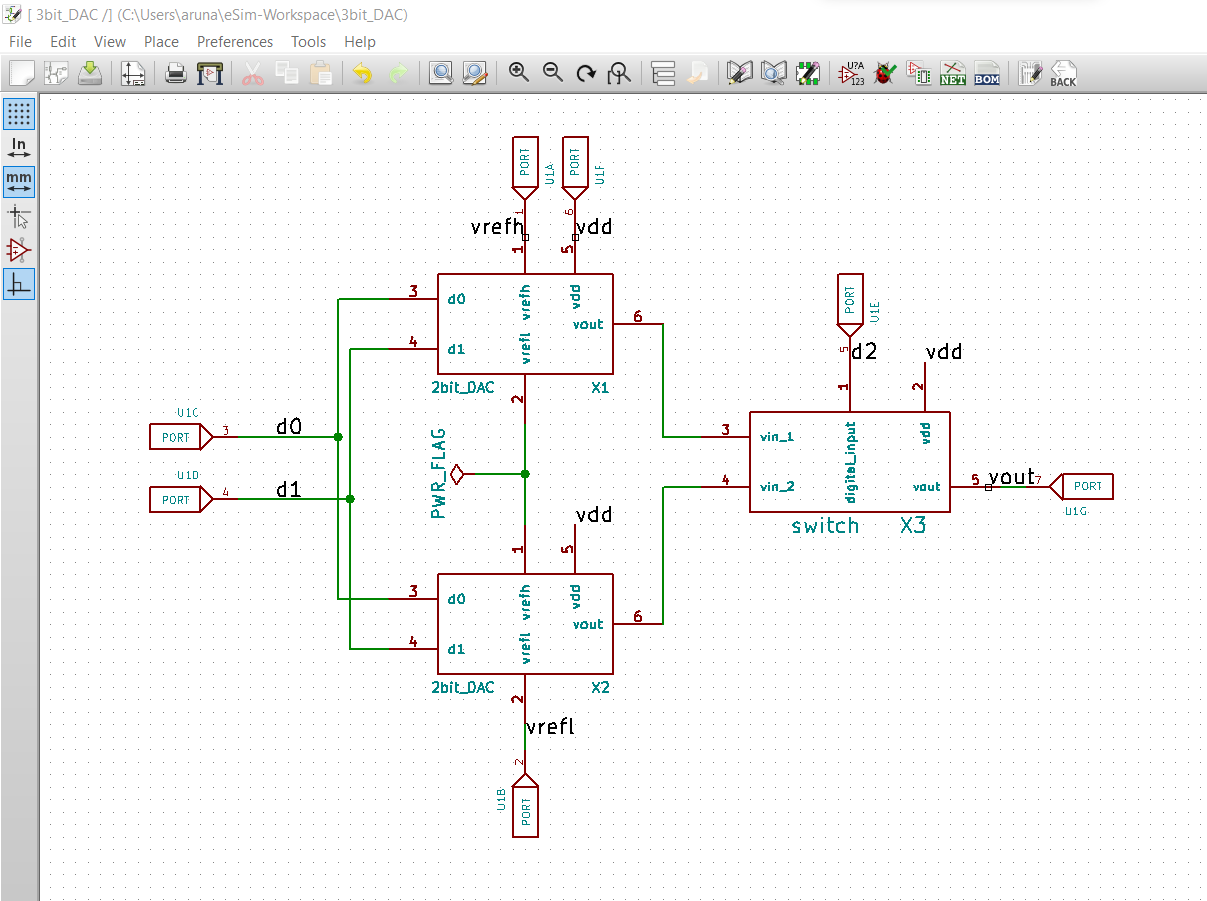 [ 3bit_DAC /] (C:\Users\aruna\eSim-Workspace\3bit_DAC)
File Edit View Place Preferences Tools Help
U?A
123
NET
BOM
BACK
In
mm
PORT
U1A
PORT
U1F
1
6
vrefh
vdd
1
5
3
d0
vrefh
vdd
vout
6
4
d1
vrefl
2bit_DAC
X1
2
PORT
U1E
5
d2
vdd
1
2
U1C
PORT
3
d0
U1D
PORT
4
d1
PWR_FLAG
3
vin_1
digital_input
vdd
4
vin_2
vout
5
vout
7
PORT
U1G
switch
X3
vdd
1
5
3
d0
vrefh
vdd
vout
6
4
d1
vrefl
2bit_DAC
X2
2
vrefl
2
U1B
PORT